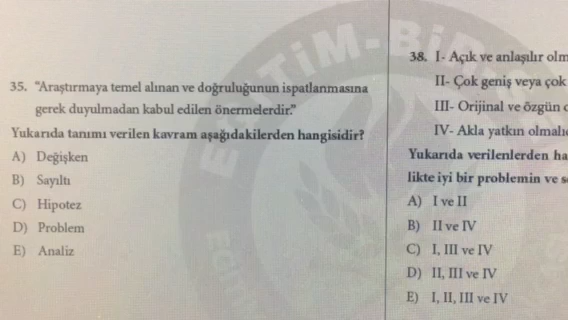 35. "Araştırmaya temel alınan ve doğruluğunun ispatlanmasına
gerek duyulmadan kabul edilen önermelerdir."
Yukarıda tanımı verilen kavram aşağıdakilerden hangisidir?
A) Değişken
B) Sayıltı
C) Hipotez
D) Problem
E) Analiz
38. I- Açık ve anlaşılır
II- Çok geniş veya çok
III- Orijinal ve özgün
IV- Akla yatkın
Yukarıda verilenlerden
likte iyi bir problemin ve
A) I ve II
B) II ve IV
C) I, III ve IV
D) II, III ve IV
E) I, II, III ve IV